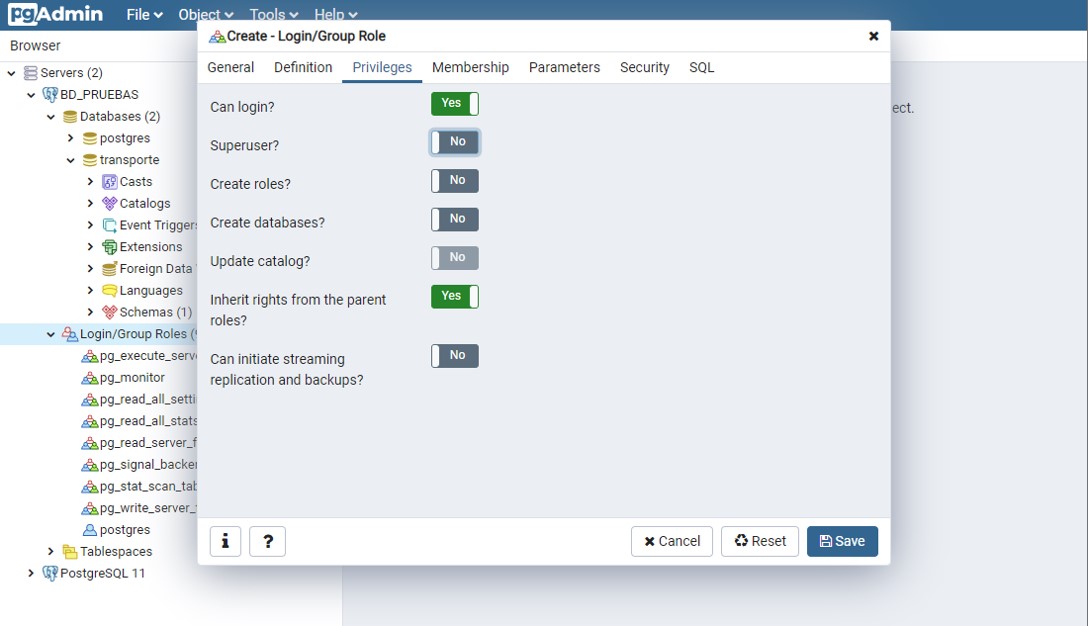 pgAdmin File Object Tools Help
Browser
Servers (2)
BD_PRUEBAS
Databases (2)
postgres
transporte
Casts
Catalogs
Event Trigger
Extensions
Foreign Data
Languages
Schemas (1)
Login/Group Roles (
pg_execute_serv
pg_monitor
pg_read_all_setti
pg_read_all_stats
pg_read_server_f
pg_signal_backe
pg_stat_scan_tab
pg_write_server_
postgres
Tablespaces
PostgreSQL 11
Create - Login/Group Role
General Definition Privileges Membership Parameters Security SQL
Can login? Yes
Superuser? No
Create roles? No
Create databases? No
Update catalog? No
Inherit rights from the parent Yes
roles?
Can initiate streaming No
replication and backups?
i ? Cancel Reset Save
ect.